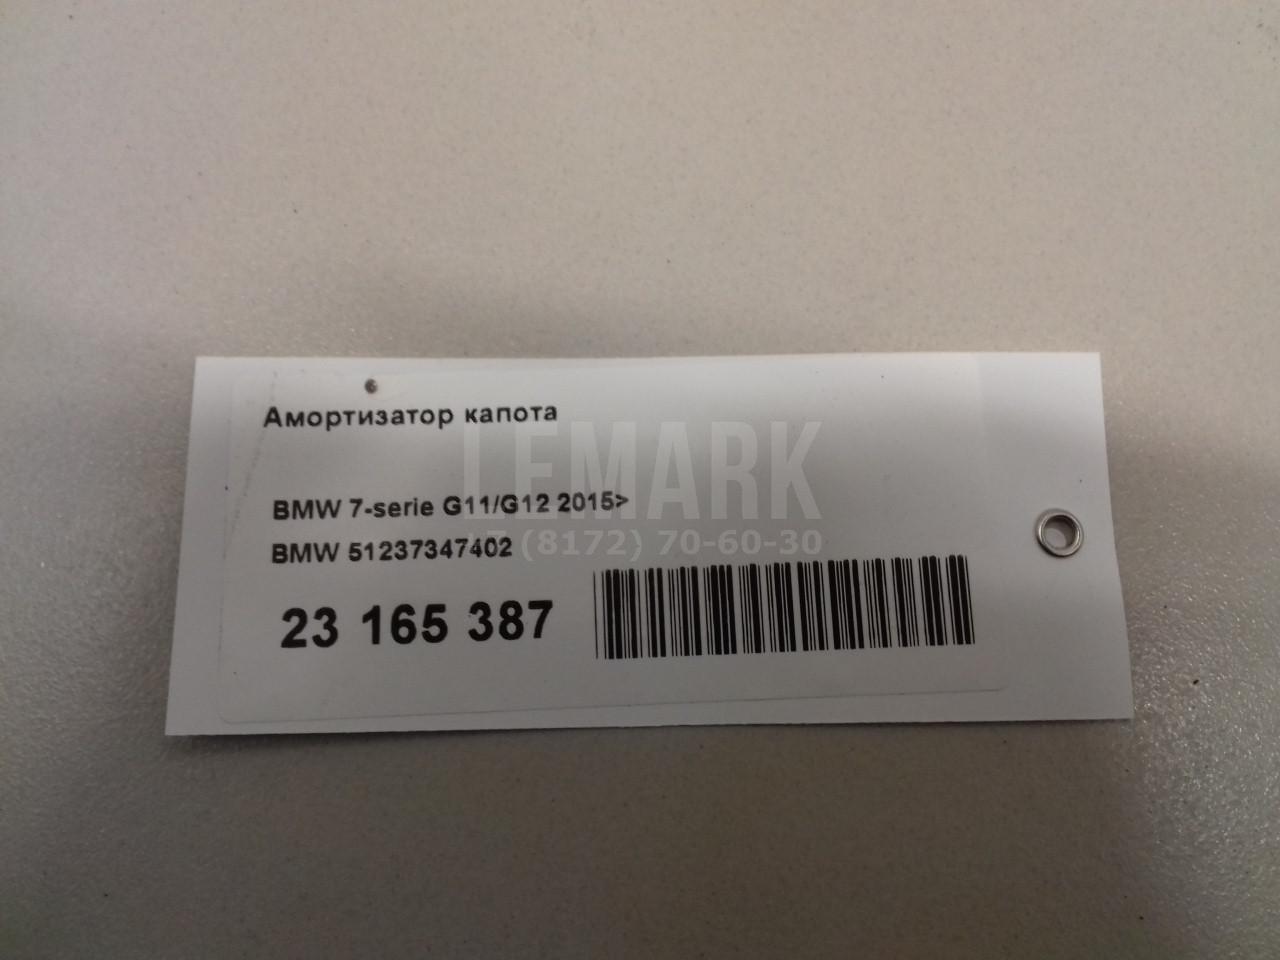 Амортизатор капота
LEMARK
BMW 7-serie G11/G12 2015>
(8172) 70-60-30
BMW 51237347402
23 165 387